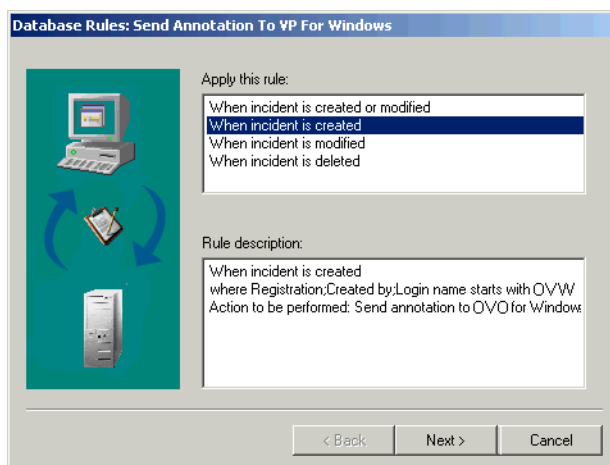 Database Rules: Send Annotation To VP For Windows
Apply this rule:
When incident is created or modified
When incident is created
When incident is modified
When incident is deleted
Rule description:
When incident is created
where Registration;Created by;Login name starts with OVW
Action to be performed: Send annotation to OVO for Windows
< Back
Next >
Cancel